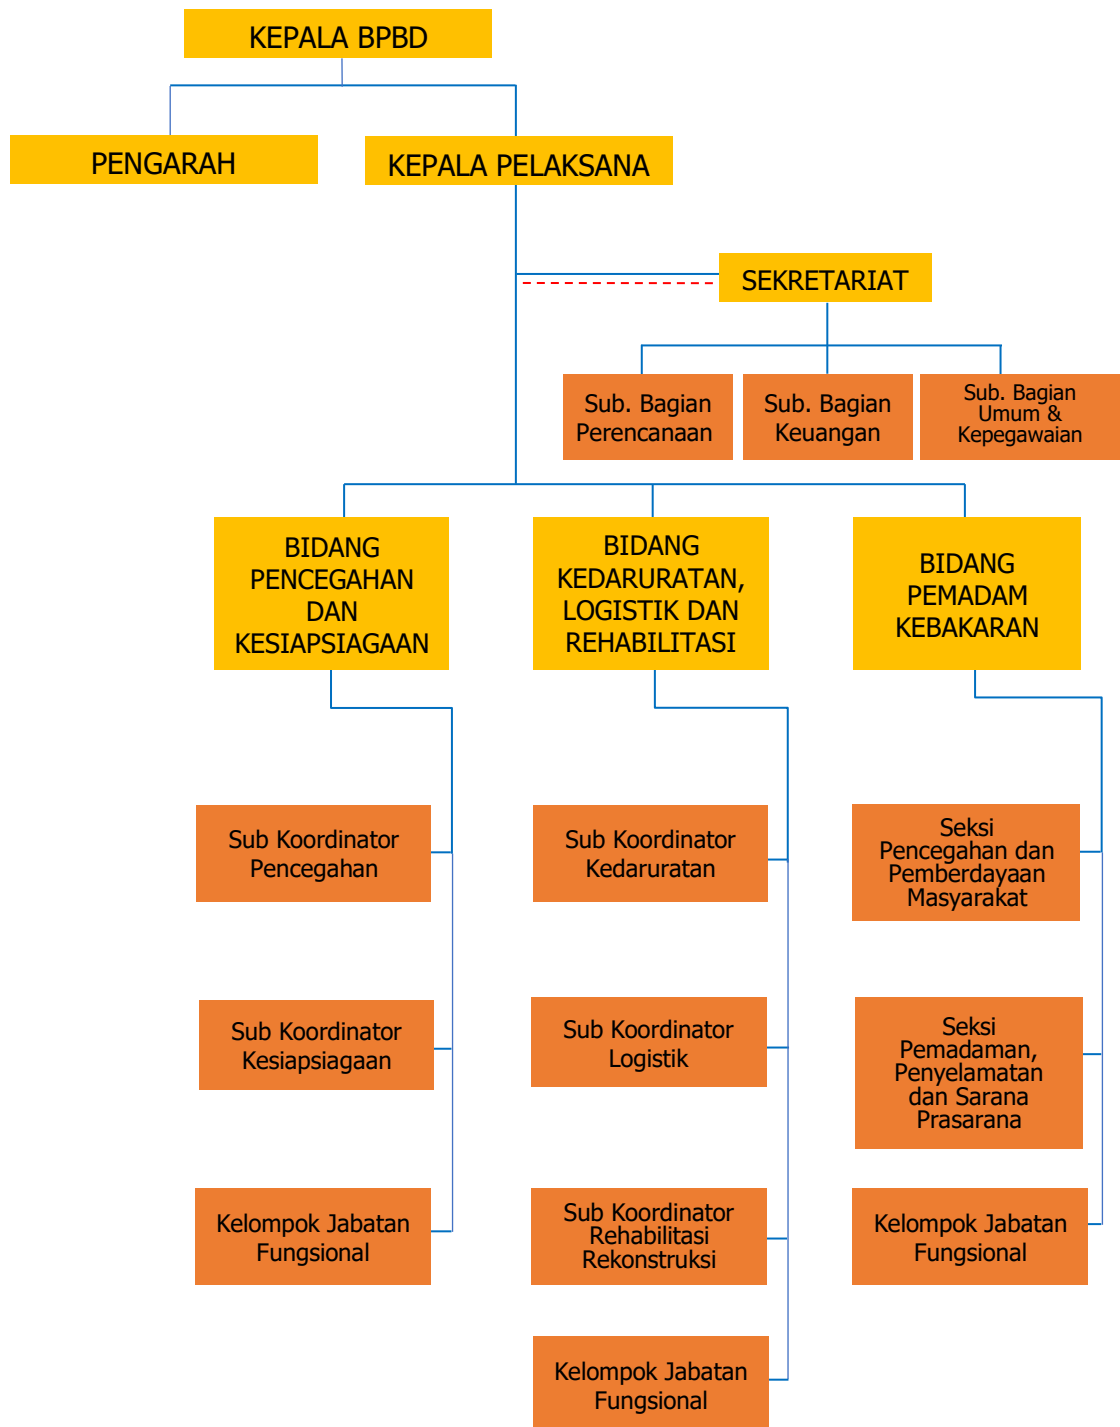 KEPALA BPBD
PENGARAH
KEPALA PELAKSANA
SEKRETARIAT
Sub. Bagian
Perencanaan
Sub. Bagian
Keuangan
Sub. Bagian
Umum &
Kepegawaian
BIDANG
PENCEGAHAN
DAN
KESIAPSIAGAAN
BIDANG
KEDARURATAN,
LOGISTIK DAN
REHABILITASI
BIDANG
PEMADAM
KEBAKARAN
Sub Koordinator
Pencegahan
Sub Koordinator
Kedaruratan
Seksi
Pencegahan dan
Pemberdayaan
Masyarakat
Sub Koordinator
Kesiapsiagaan
Sub Koordinator
Logistik
Seksi
Pemadaman,
Penyelamatan
dan Sarana
Prasarana
Kelompok Jabatan
Fungsional
Sub Koordinator
Rehabilitasi
Rekonstruksi
Kelompok Jabatan
Fungsional
Kelompok Jabatan
Fungsional